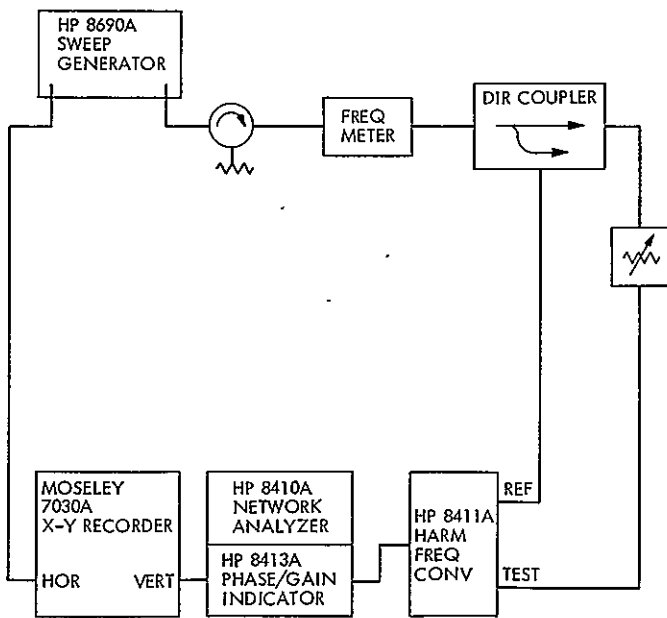 HP 8690A
SWEEP
GENERATOR
FREQ
METER
DIR COUPLER
MOSELEY
7030A
X-Y RECORDER
HOR
VERT
HP 8410A
NETWORK
ANALYZER
HP 8413A
PHASE/GAIN
INDICATOR
HP 8411A
HARM
FREQ
CONV
REF
TEST